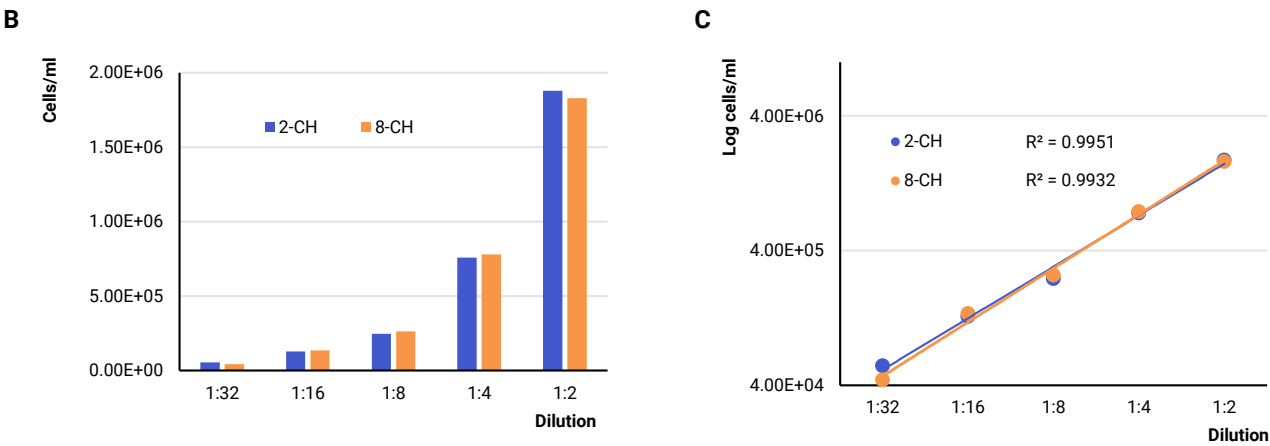 B
Cells/ml
2.00E+06
1.50E+06
1.00E+06
5.00E+05
0.00E+00
2-CH 8-CH
1:32 1:16 1:8 1:4 1:2
Dilution
C
Log cells/ml
4.00E+06
4.00E+05
4.00E+04
2-CH R² = 0.9951
8-CH R² = 0.9932
1:32 1:16 1:8 1:4 1:2
Dilution